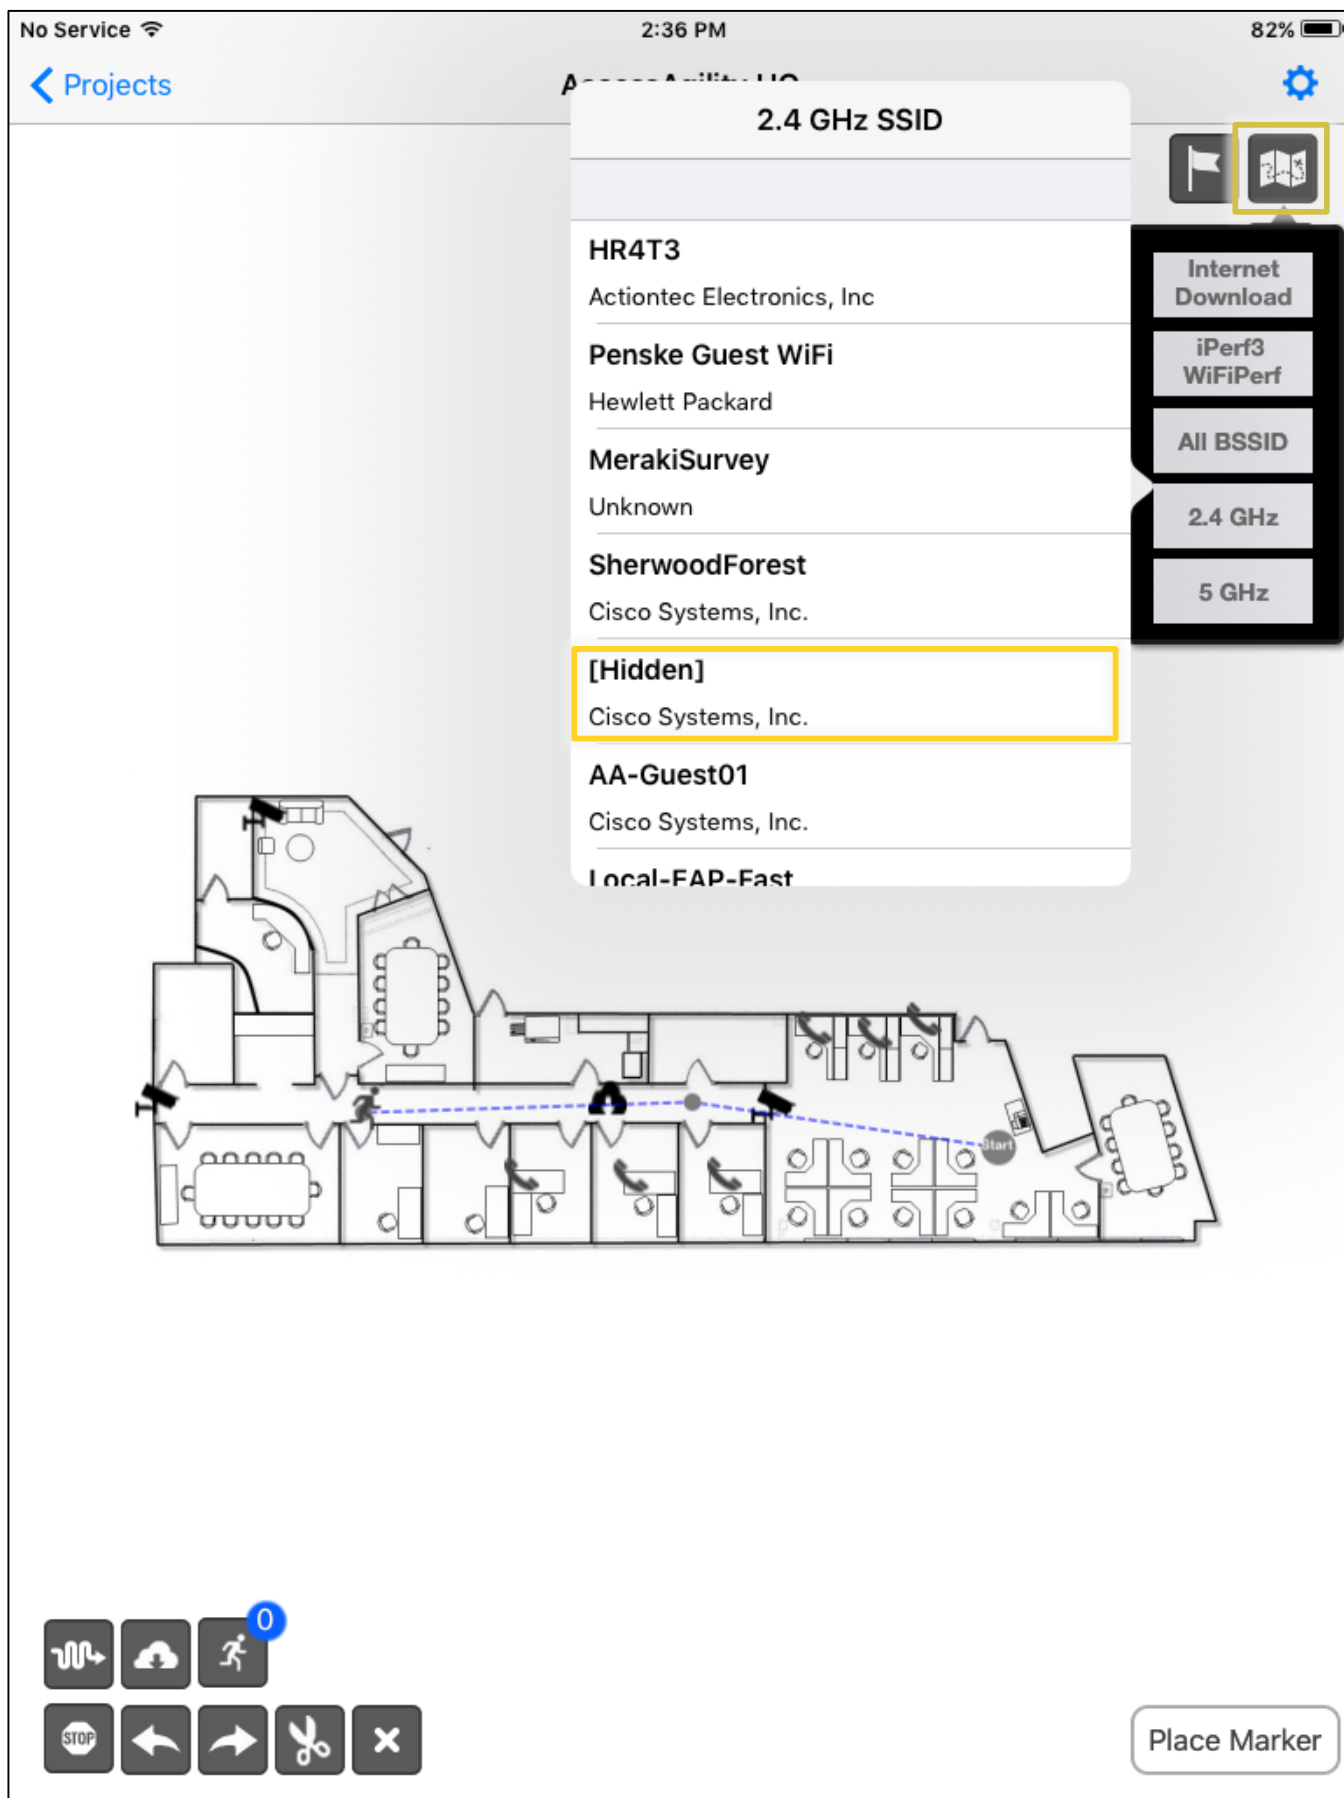 No Service
2:36 PM
82%
Projects
2.4 GHz SSID
HR4T3
Actiontec Electronics, Inc
Penske Guest WiFi
Hewlett Packard
MerakiSurvey
Unknown
SherwoodForest
Cisco Systems, Inc.
[Hidden]
Cisco Systems, Inc.
AA-Guest01
Cisco Systems, Inc.
Local-EAP-Fast
Internet
Download
iPerf3
WiFiPerf
All BSSID
2.4 GHz
5 GHz
Start
0
STOP
Place Marker